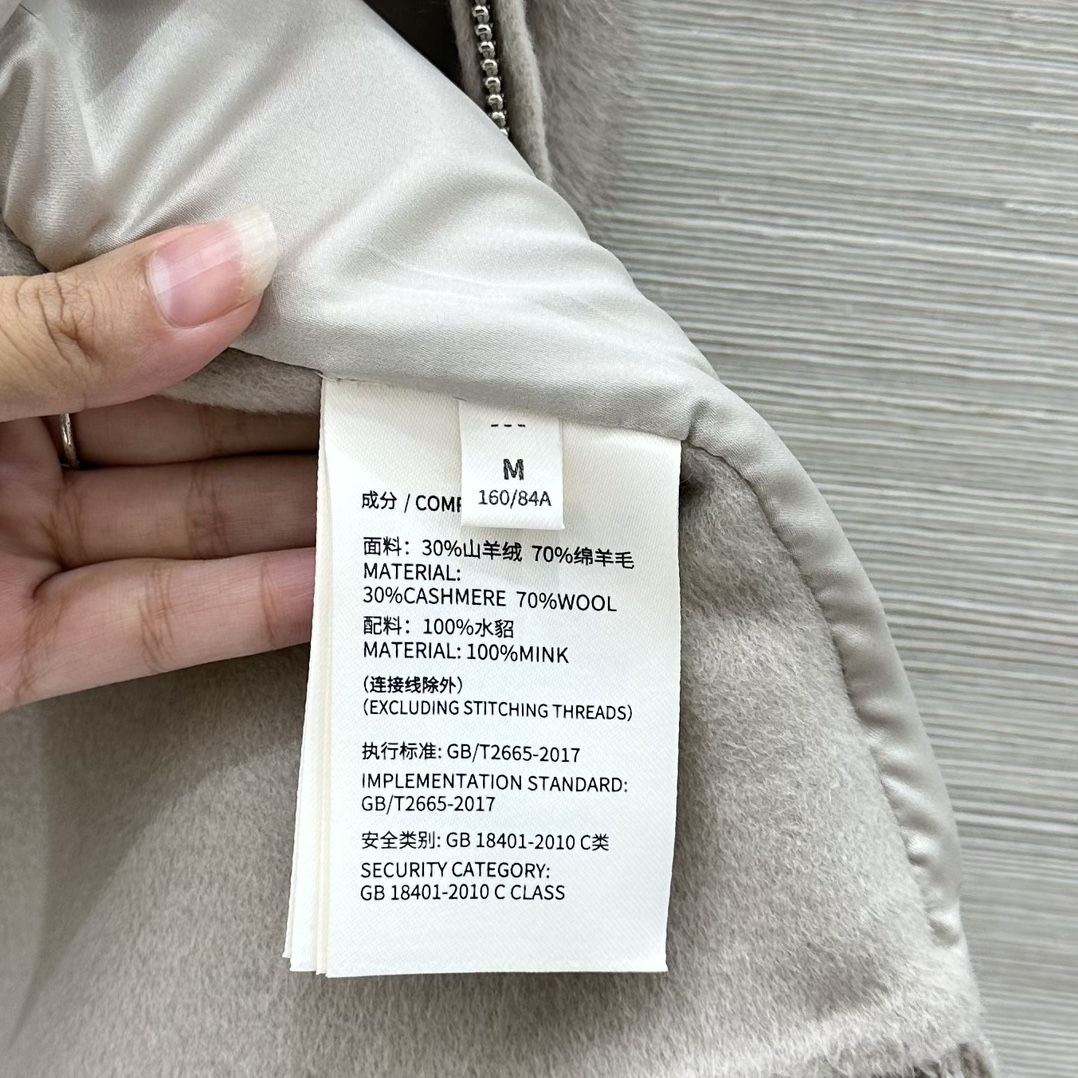 M
160/84A
成分 / COMP
面料：30%山羊绒 70%绵羊毛
MATERIAL:
30%CASHMERE 70%WOOL
配料：100%水貂
MATERIAL: 100%MINK
（连接线除外）
（EXCLUDING STITCHING THREADS）
执行标准: GB/T2665-2017
IMPLEMENTATION STANDARD:
GB/T2665-2017
安全类别: GB 18401-2010 C类
SECURITY CATEGORY:
GB 18401-2010 C CLASS